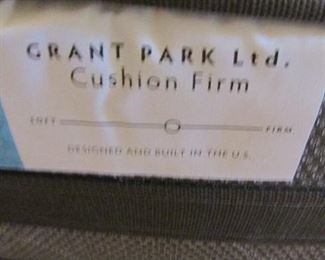 GRANT PARK Ltd.
Cushion Firm
SOFT FIRM
DESIGNED AND BUILT IN THE U.S.